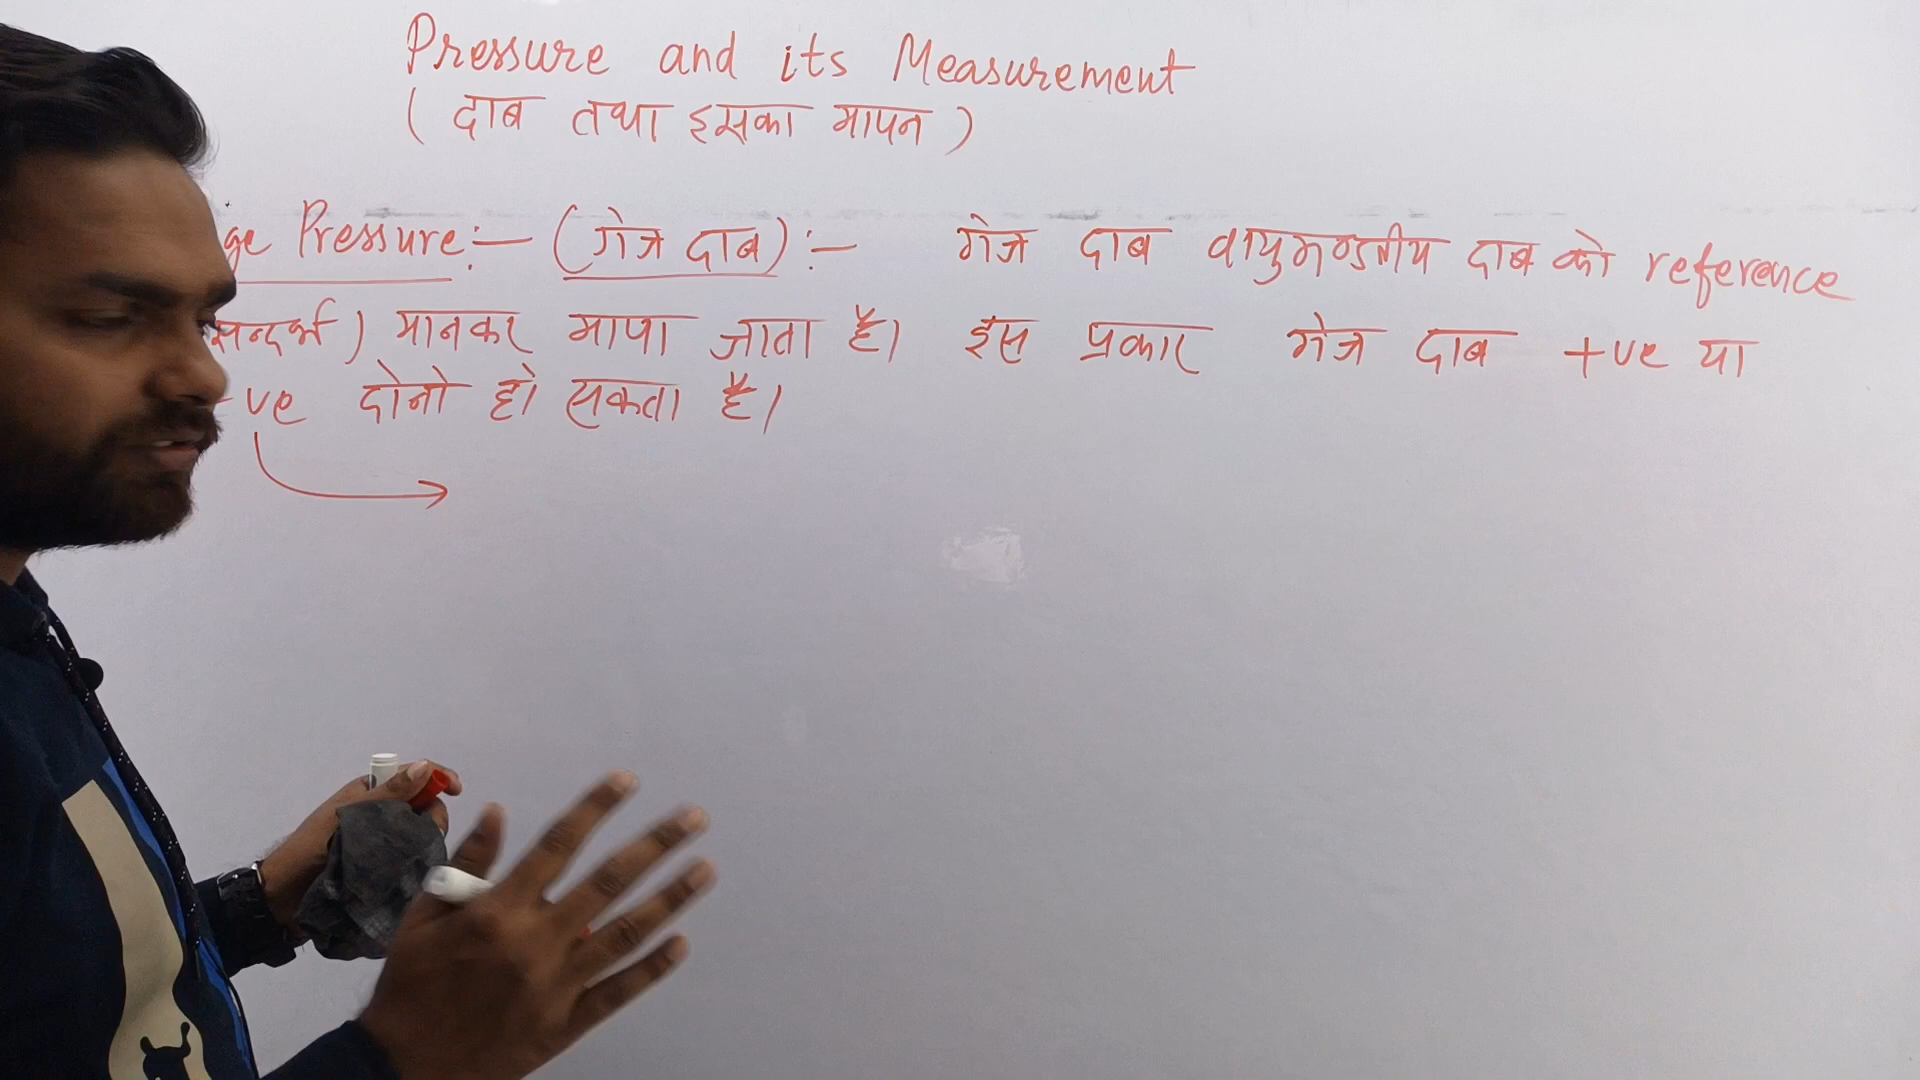 Pressure and its Measurement
( दाब तथा इसका मापन )
ge Pressure:— (गेज दाब) :— गेज दाब वायुमण्डलीय दाब को reference
सन्दर्भ) मानकर मापा जाता है। इस प्रकार गेज दाब +ve या
-ve दोनो हो सकता है।